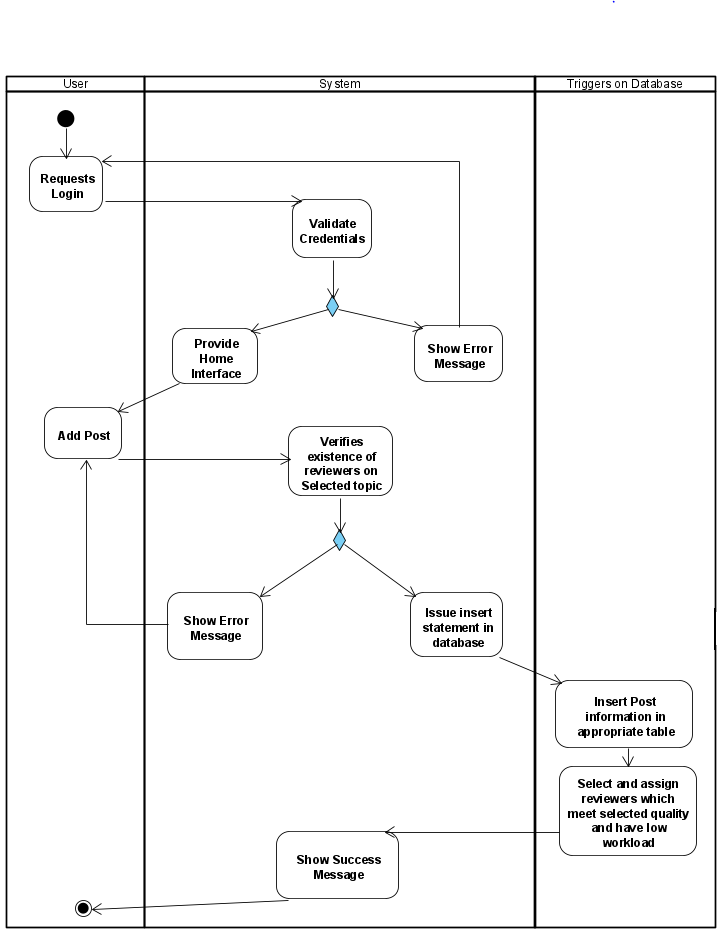 User
System
Triggers on Database
Requests
Login
Validate
Credentials
Provide
Home
Interface
Show Error
Message
Add Post
Verifies
existence of
reviewers on
Selected topic
Show Error
Message
Issue insert
statement in
database
Insert Post
information in
appropriate table
Select and assign
reviewers which
meet selected quality
and have low
workload
Show Success
Message